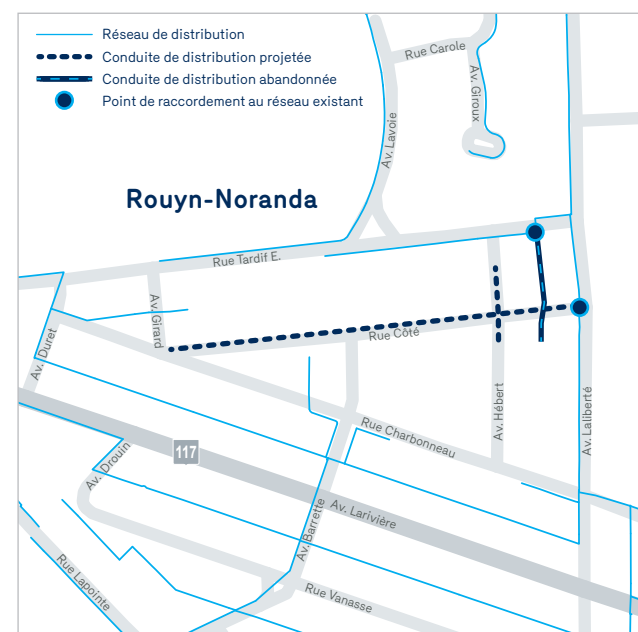 Réseau de distribution
Conduite de distribution projetée
Conduite de distribution abandonnée
Point de raccordement au réseau existant
Rue Carole
Av. Giroux
Av. Lavoie
Rouyn-Noranda
Rue Tardif E.
Av. Girard
Av. Duret
Rue Côté
Av. Hébert
Av. Laliberté
Rue Charbonneau
117
Av. Drouin
Av. Larivière
Av. Barrette
Rue Lapointe
Rue Vanasse